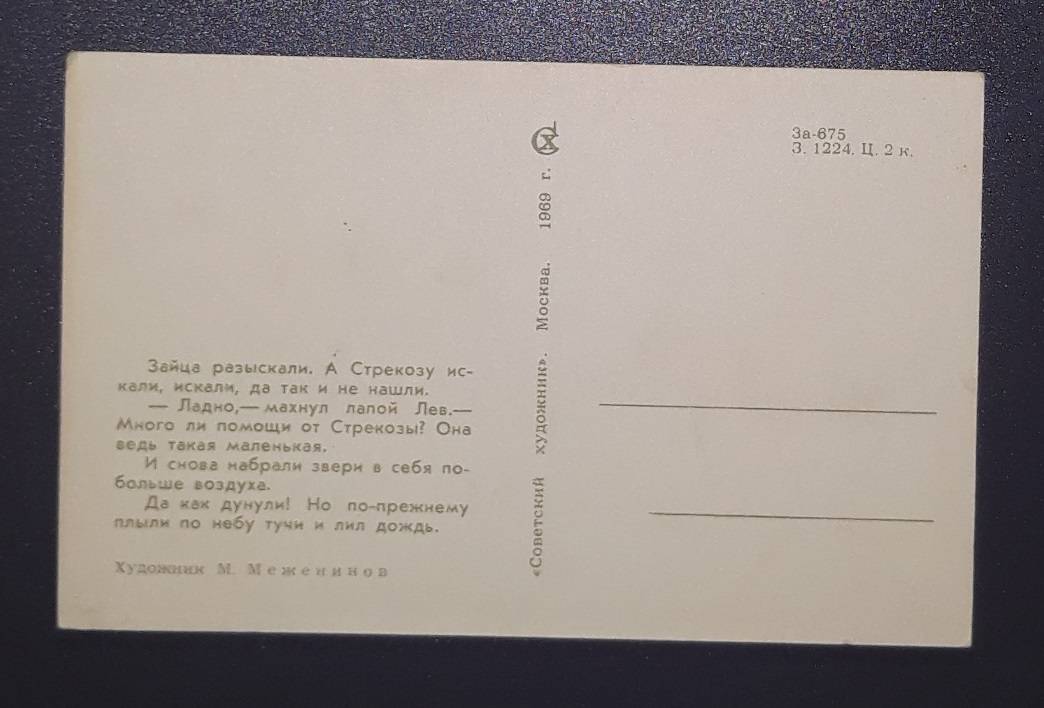 Зайца разыскали. А Стрекозу ис-
кали, искали, да так и не нашли.
— Ладно,— махнул лапой Лев.—
Много ли помощи от Стрекозы? Она
ведь такая маленькая.
И снова набрали звери в себя по-
больше воздуха.
Да как дунули! Но по-прежнему
плыли по небу тучи и лил дождь.
Художник М. Меженинов
«Советский художник». Москва. 1969 г.
За-675
З. 1224. Ц. 2 к.